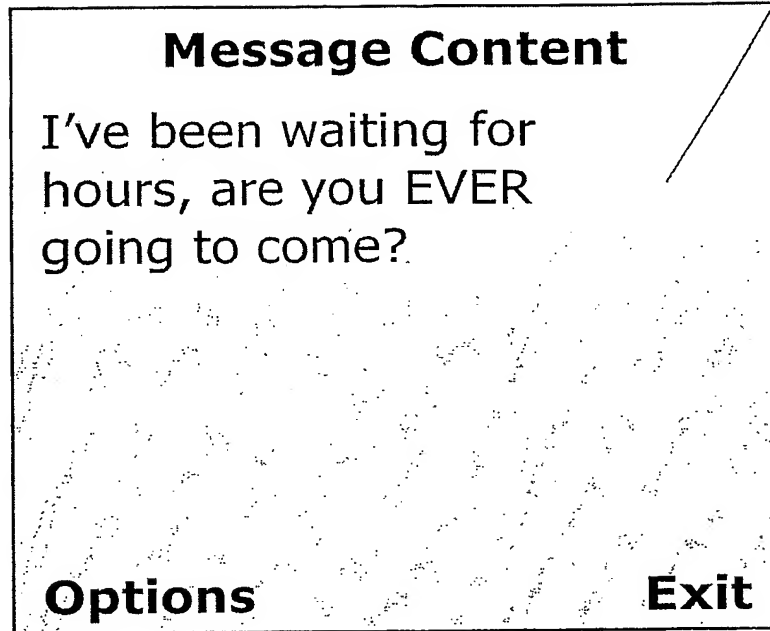 Message Content
I've been waiting for
hours, are you EVER
going to come?
Options Exit